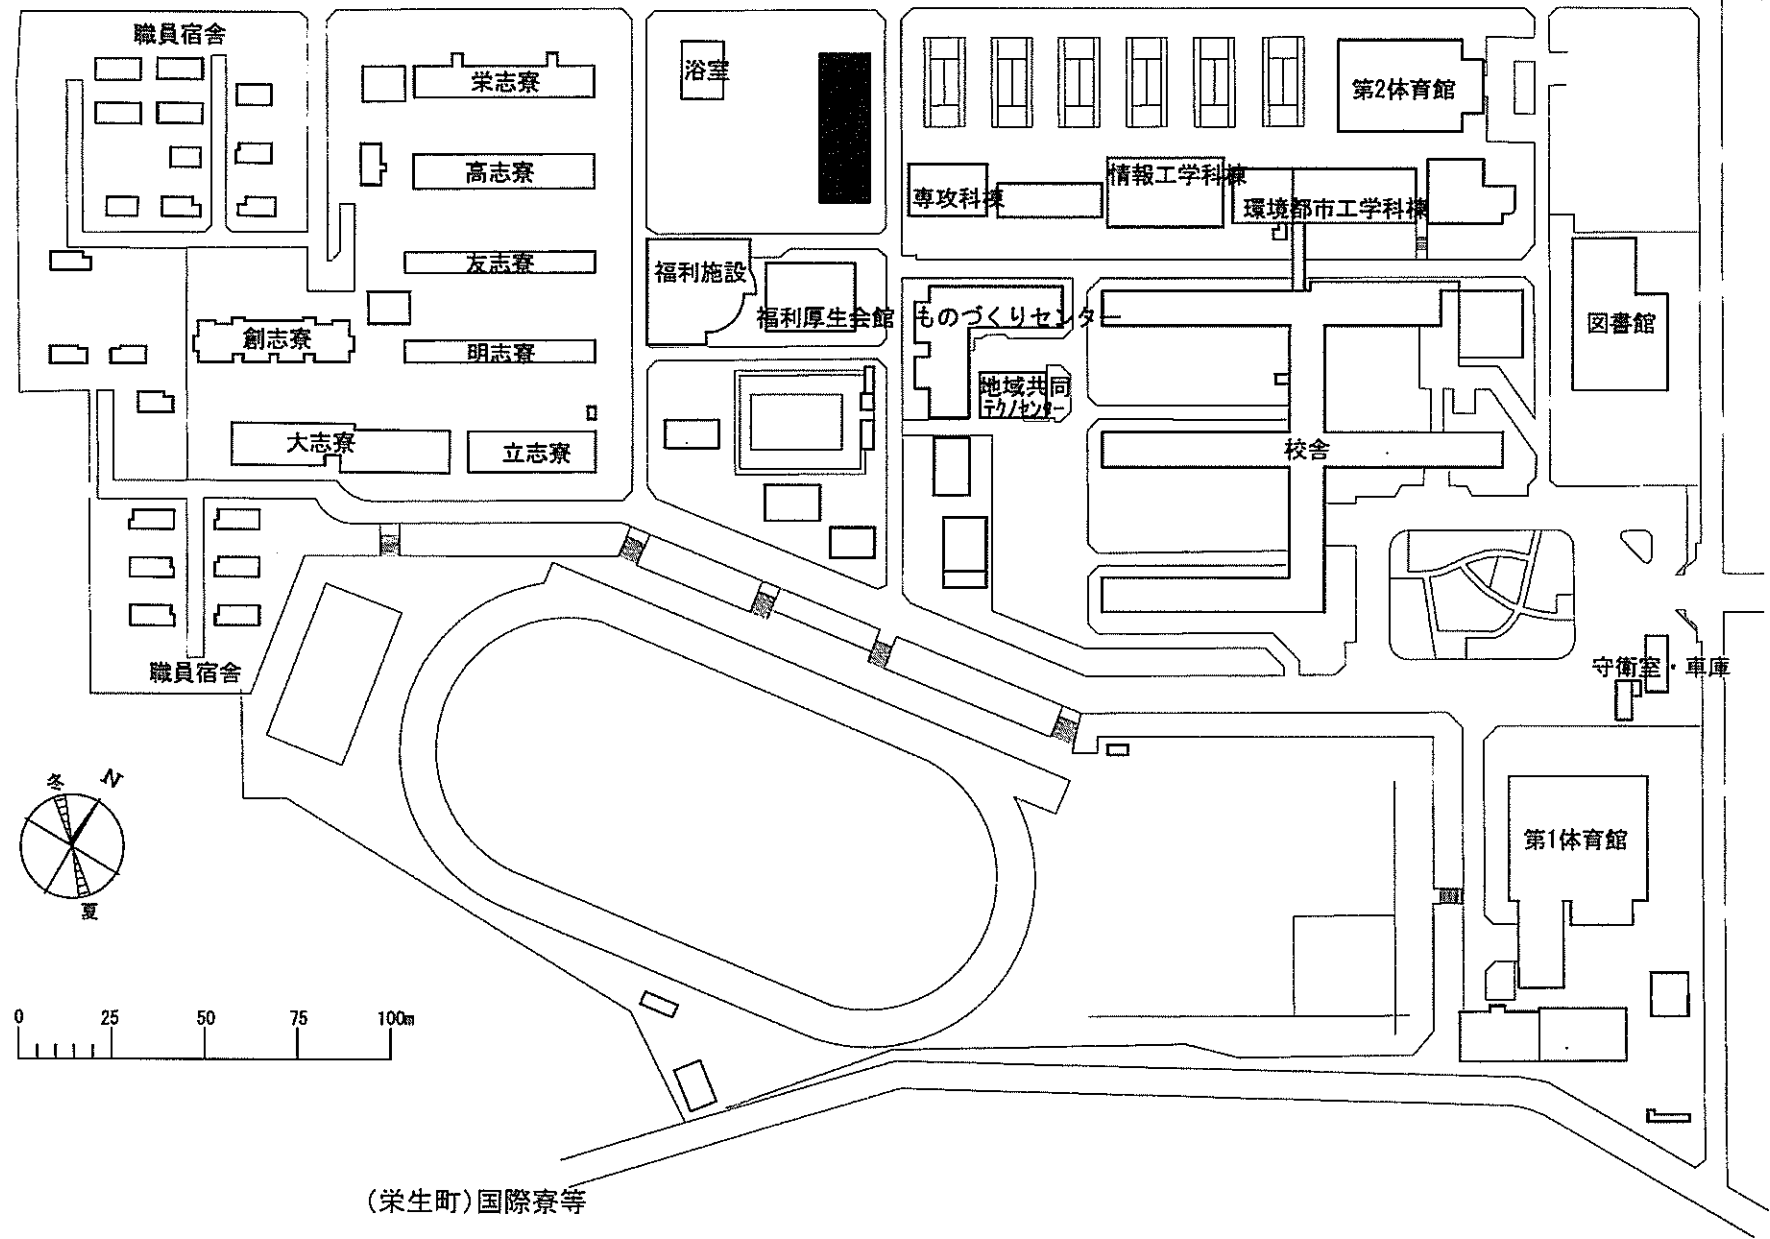 職員宿舎
栄志寮
浴室
第2体育館
高志寮
専攻科棟
情報工学科棟
環境都市工学科棟
友志寮
福利施設
福利厚生会館
ものづくりセンター
図書館
創志寮
明志寮
地域共同
テクノセンター
大志寮
立志寮
校舎
職員宿舎
守衛室・車庫
冬
N
夏
第1体育館
0 25 50 75 100m
(栄生町)国際寮等